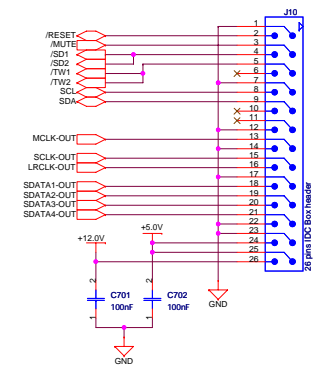 J10
1
/RESET 2
/MUTE 3
/SD1 4
/SD2 5
/TW1 6
/TW2 7
SCL 8
SDA 9
10
11
12
MCLK-OUT 13
14
SCLK-OUT 15
LRCLK-OUT 16
17
SDATA1-OUT 18
SDATA2-OUT 19
SDATA3-OUT 20
SDATA4-OUT 21
22
+5.0V 23
+12.0V 24
25
26
26 pins IDC Box header
2 2
C701 C702
100nF 100nF
1 1
GND
GND